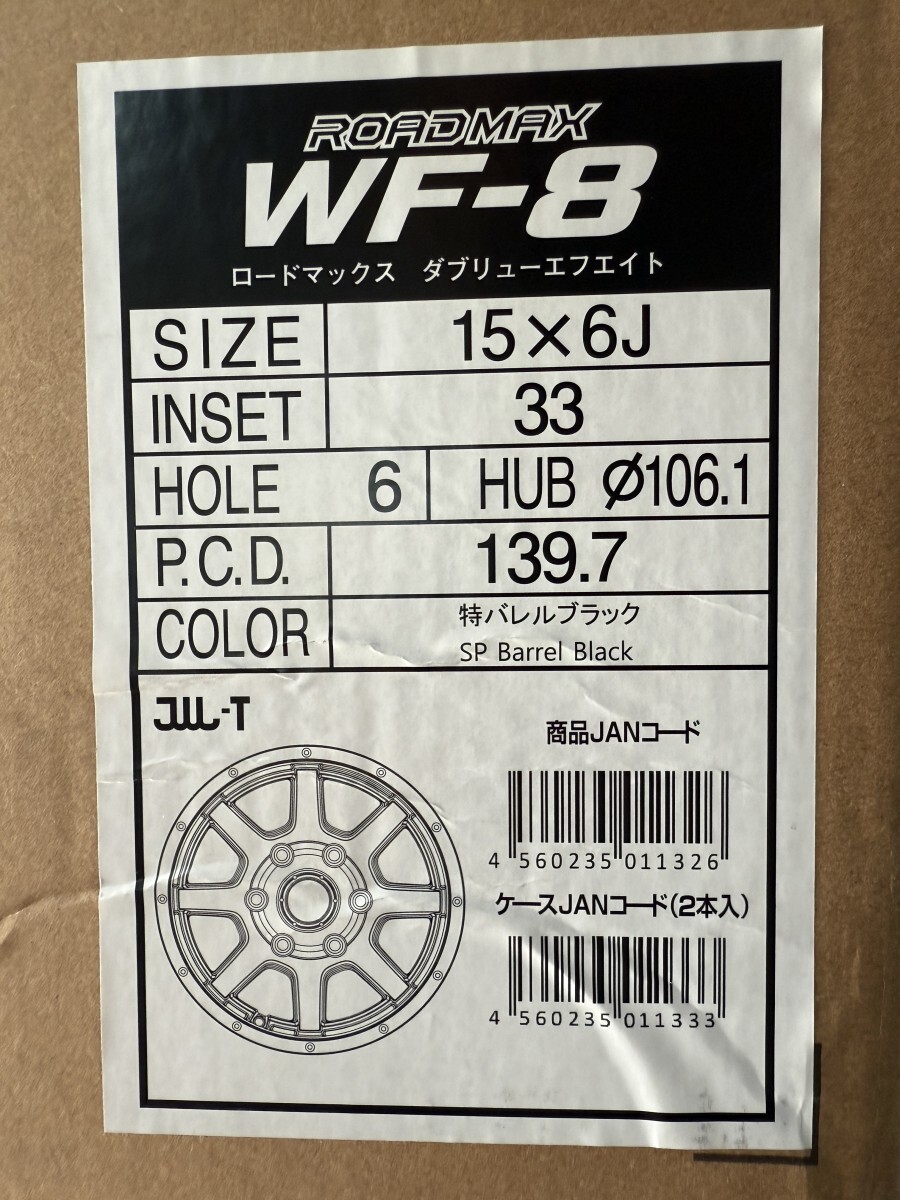 ROADMAX
WF-8
ロードマックス ダブリューエフエイト
SIZE 15×6J
INSET 33
HOLE 6 HUB Ø106.1
P.C.D. 139.7
COLOR 特バレルブラック
SP Barrel Black
JWL-T
商品JANコード
4 560235 011326
ケースJANコード(2本入)
4 560235 011333